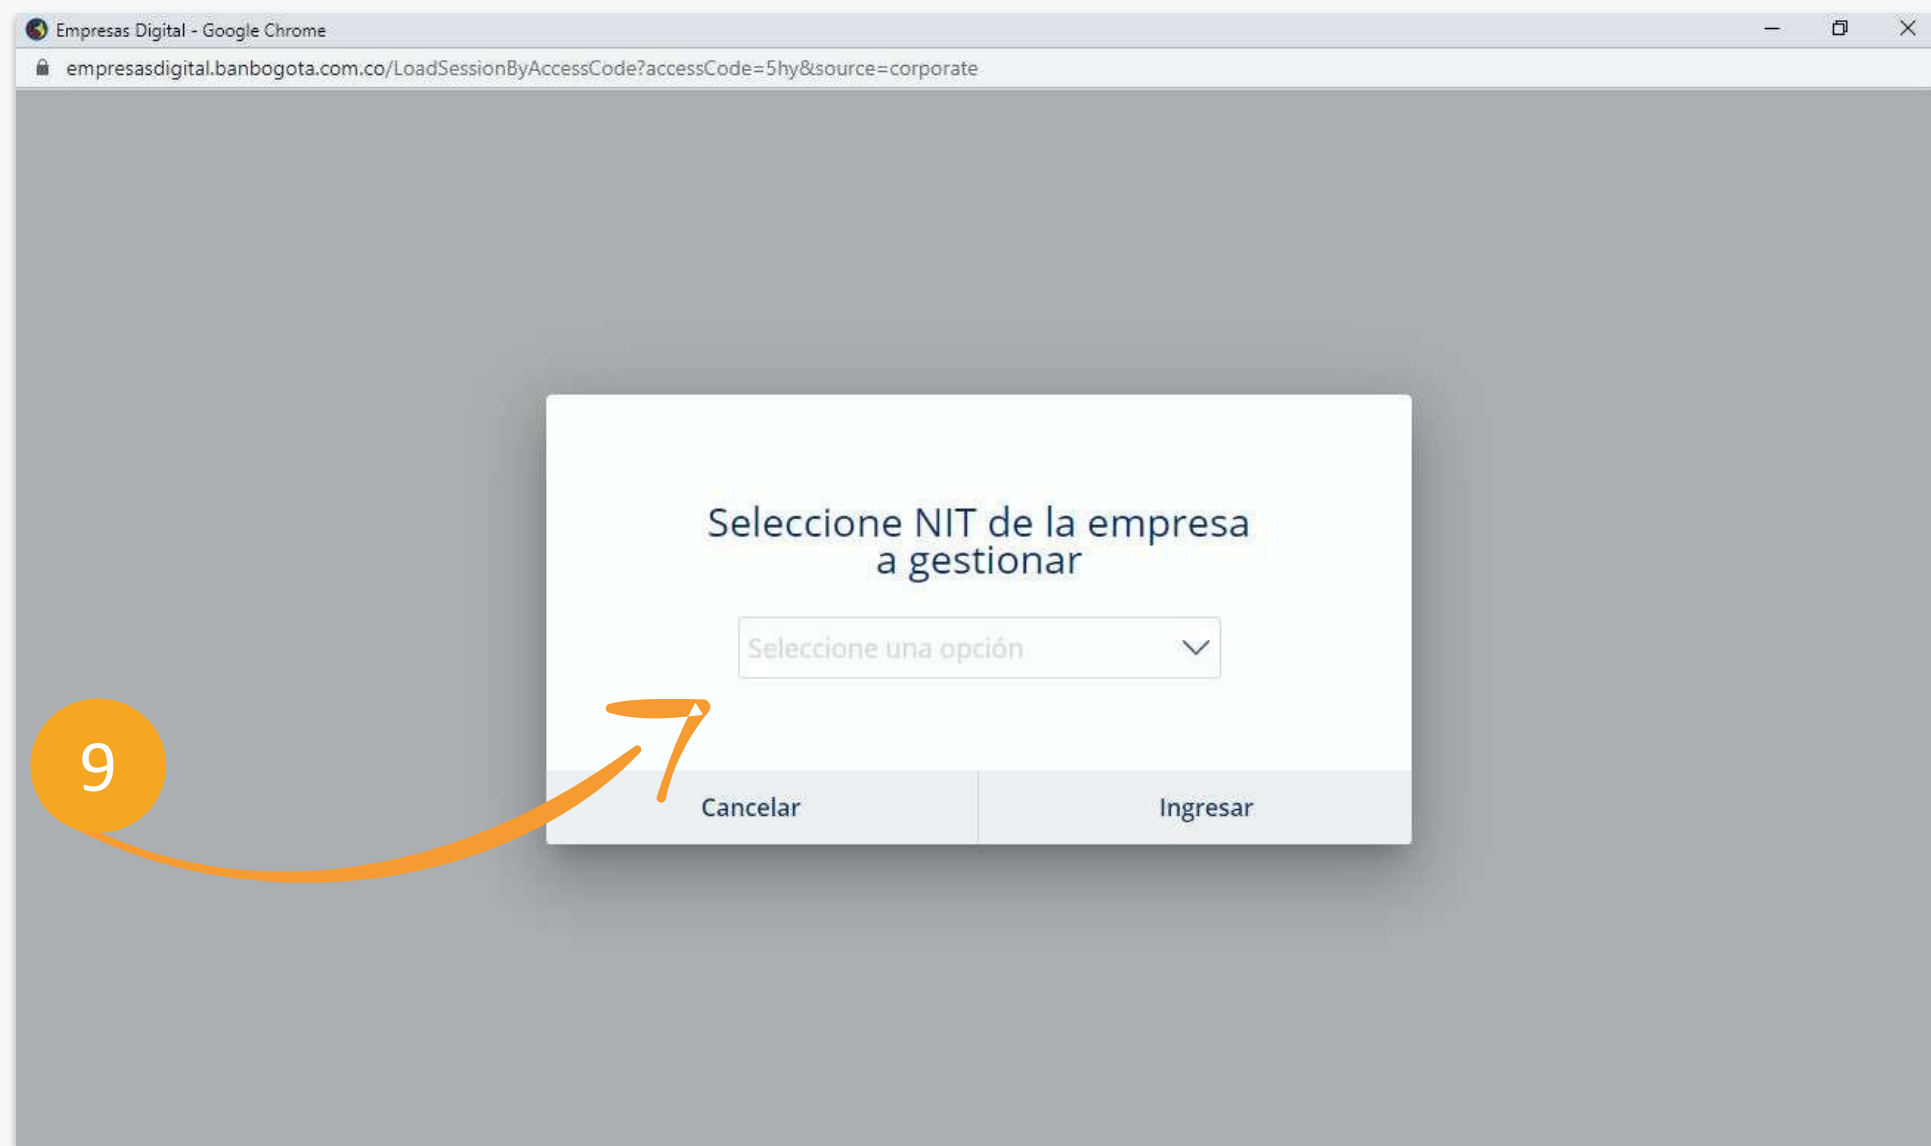 Empresas Digital - Google Chrome
empresasdigital.banbogota.com.co/LoadSessionByAccessCode?accessCode=5hy&source=corporate
Seleccione NIT de la empresa
a gestionar
Seleccione una opción
9
Cancelar
Ingresar